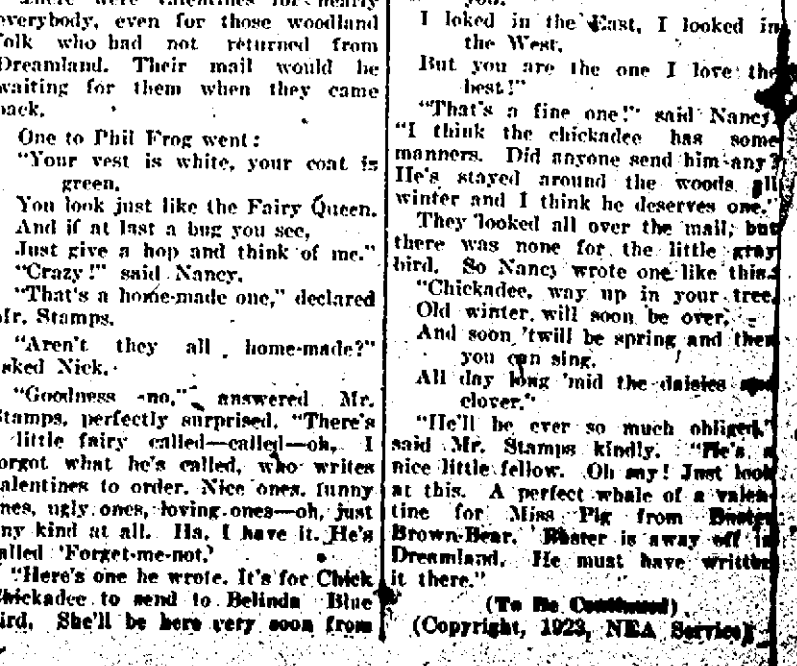 There were valentines for nearly
everybody, even for those woodland
folk who had not returned from
Dreamland. Their mail would be
waiting for them when they came
back.
One to Phil Frog went:
"Your vest is white, your coat is
green,
You look just like the Fairy Queen.
And if at last a bug you see,
Just give a hop and think of me."
"Crazy!" said Nancy.
"That's a home-made one," declared
Mr. Stamps.
"Aren't they all home-made?"
asked Nick.
"Goodness no," answered Mr.
Stamps, perfectly surprised. "There's
little fairy called—called—oh, I
forgot what he's called, who writes
valentines to order. Nice ones, funny
ones, ugly ones, loving ones—oh, just
any kind at all. Ha, I have it. He's
called 'Forget-me-not.'
"Here's one he wrote. It's for Chick
Chickadee to send to Belinda Blue
Bird. She'll be here very soon from
you.
I loked in the East, I looked in
the West,
But you are the one I love the
best!"
"That's a fine one!" said Nancy.
"I think the chickadee has some
manners. Did anyone send him any?
He's stayed around the woods all
winter and I think he deserves one."
They looked all over the mail, but
there was none for the little gray
bird. So Nancy wrote one like this:
"Chickadee, way up in your tree,
Old winter will soon be over,
And soon 'twill be spring and then
you can sing.
All day long 'mid the daisies and
clover."
"He'll be ever so much obliged,"
said Mr. Stamps kindly. "He's a
nice little fellow. Oh my! Just look
at this. A perfect whale of a valen-
tine for Miss Pig from Buster
Brown-Bear. Buster is away off in
Dreamland. He must have written
it there."
(To Be Continued)
(Copyright, 1923, NEA Service)